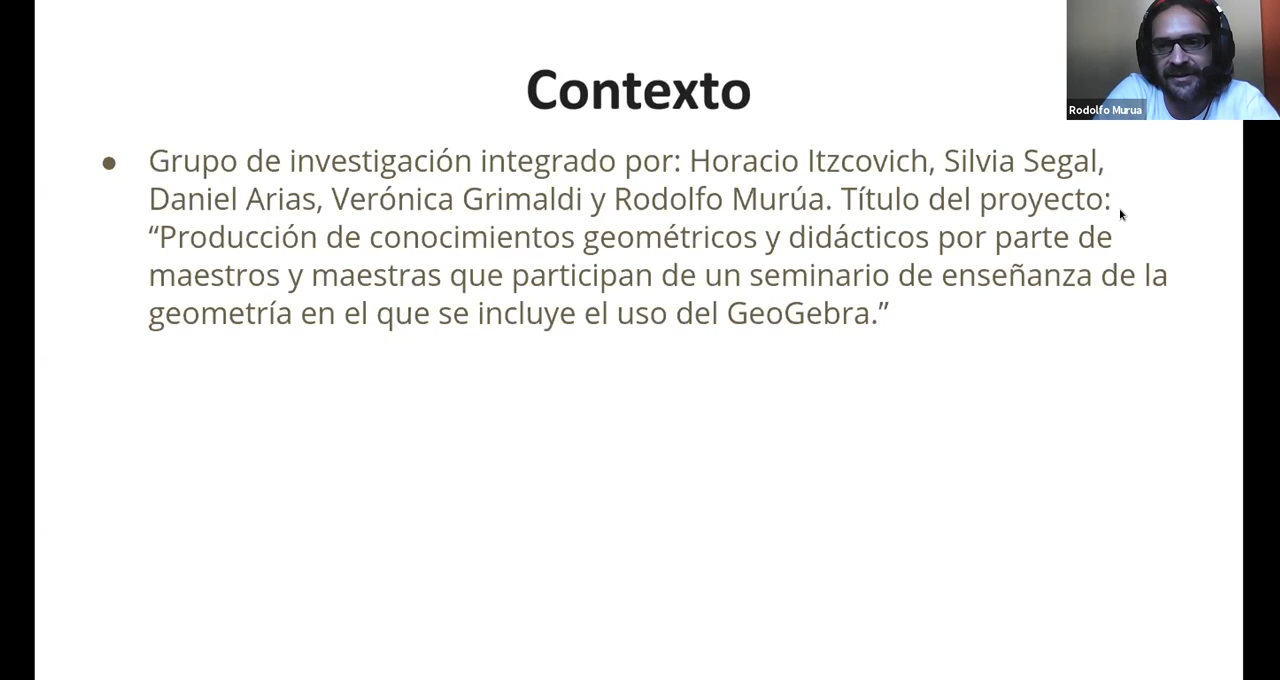 Contexto
Rodolfo Murua
● Grupo de investigación integrado por: Horacio Itzcovich, Silvia Segal,
Daniel Arias, Verónica Grimaldi y Rodolfo Murúa. Título del proyecto:
“Producción de conocimientos geométricos y didácticos por parte de
maestros y maestras que participan de un seminario de enseñanza de la
geometría en el que se incluye el uso del GeoGebra.”